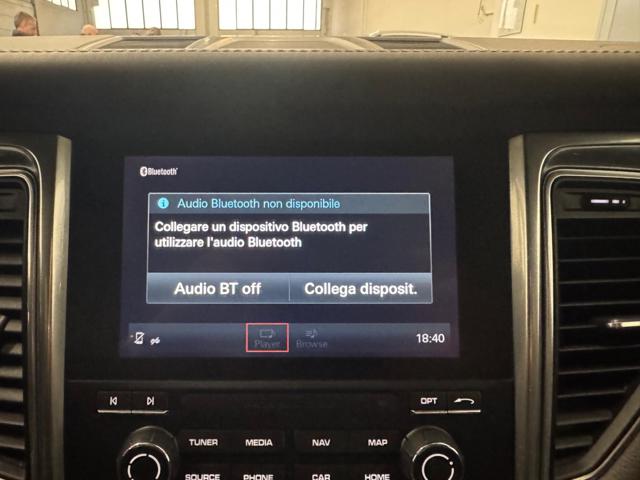 Bluetooth
Audio Bluetooth non disponibile
Collegare un dispositivo Bluetooth per
utilizzare l'audio Bluetooth
Audio BT off
Collega disposit.
Player
Browse
18:40
OPT
TUNER
MEDIA
NAV
MAP
SOURCE
PHONE
CAR
HOME